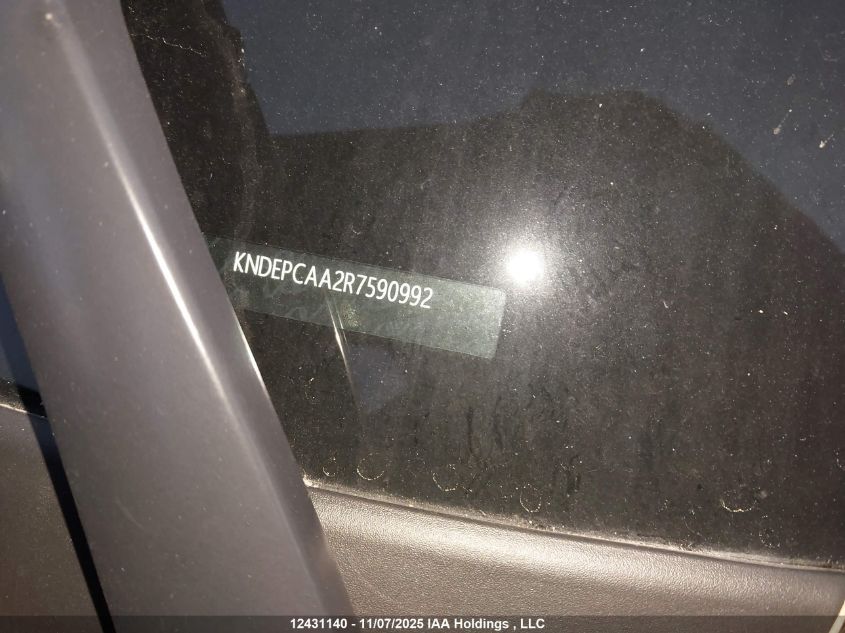 KNDEPCAA2R7590992
12431140 - 11/07/2025 IAA Holdings , LLC